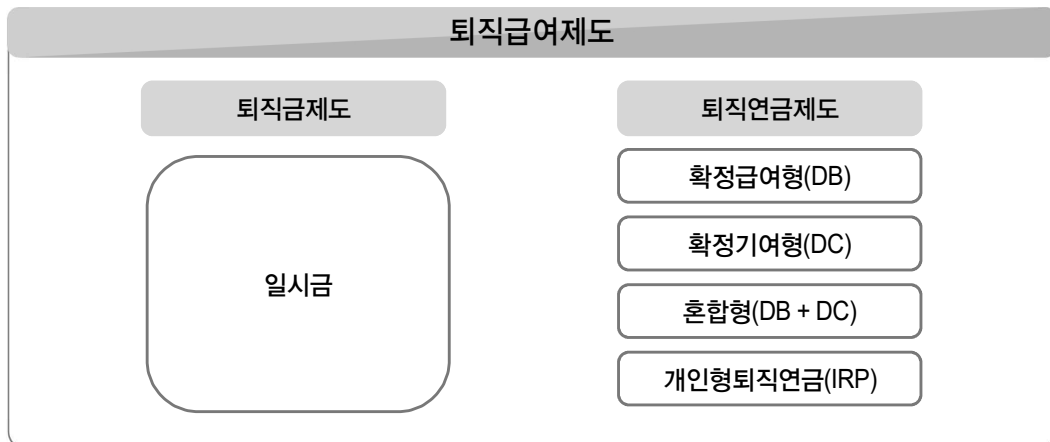 퇴직급여제도
퇴직금제도
일시금
퇴직연금제도
확정급여형(DB)
확정기여형(DC)
혼합형(DB + DC)
개인형퇴직연금(IRP)